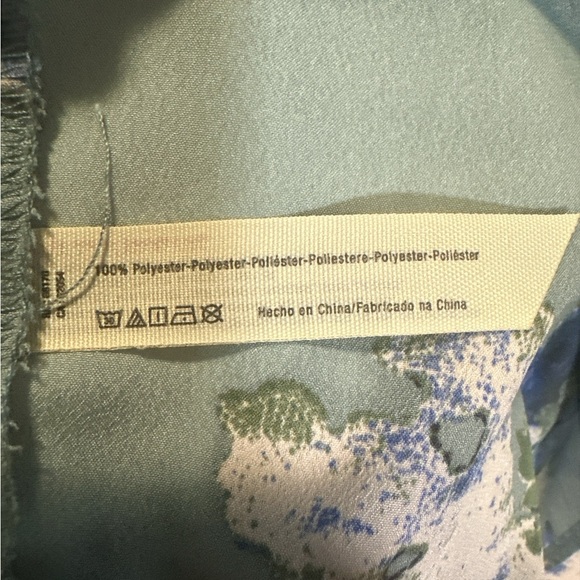 100% Polyester-Polyester-Poliéster-Poliestere-Polyester-Poliéster
Hecho en China/Fabricado na China